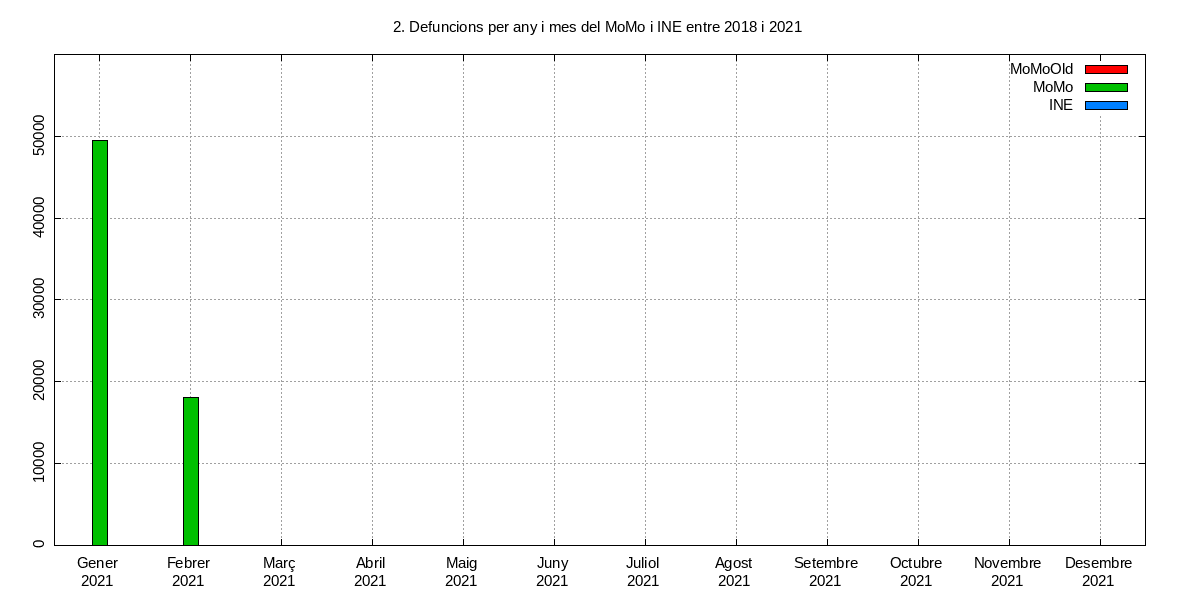 2. Defuncions per any i mes del MoMo i INE entre 2018 i 2021
MoMoOld
MoMo
INE
50000
40000
30000
20000
10000
0
Gener Febrer Març Abril Maig Juny Juliol Agost Setembre Octubre Novembre Desembre
2021 2021 2021 2021 2021 2021 2021 2021 2021 2021 2021 2021